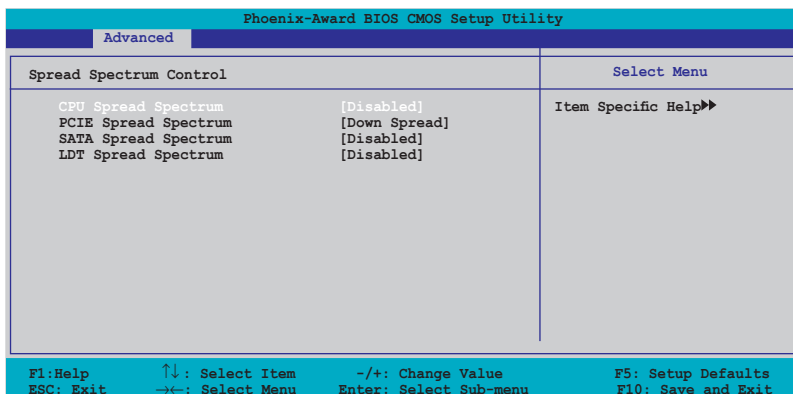 Phoenix-Award BIOS CMOS Setup Utility
Advanced
Spread Spectrum Control
Select Menu
CPU Spread Spectrum [Disabled]
PCIE Spread Spectrum [Down Spread]
SATA Spread Spectrum [Disabled]
LDT Spread Spectrum [Disabled]
Item Specific Help▶▶
F1:Help ↑↓: Select Item -/+: Change Value F5: Setup Defaults
ESC: Exit →←: Select Menu Enter: Select Sub-menu F10: Save and Exit